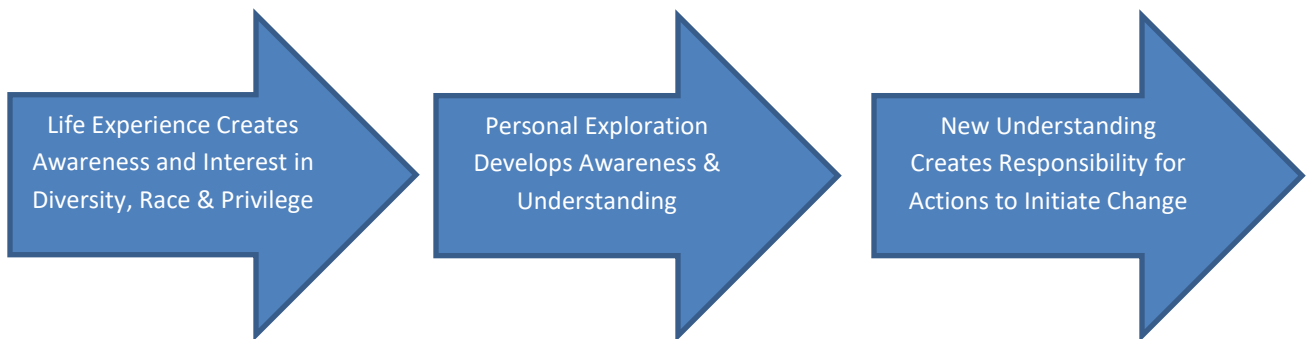 Life Experience Creates
Awareness and Interest in
Diversity, Race & Privilege
Personal Exploration
Develops Awareness &
Understanding
New Understanding
Creates Responsibility for
Actions to Initiate Change